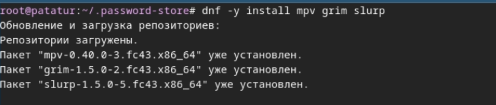 root@patatur:~/.password-store# dnf -y install mpv grim slurp
Обновление и загрузка репозиториев:
Репозитории загружены.
Пакет "mpv-0.40.0-3.fc43.x86_64" уже установлен.
Пакет "grim-1.5.0-2.fc43.x86_64" уже установлен.
Пакет "slurp-1.5.0-5.fc43.x86_64" уже установлен.